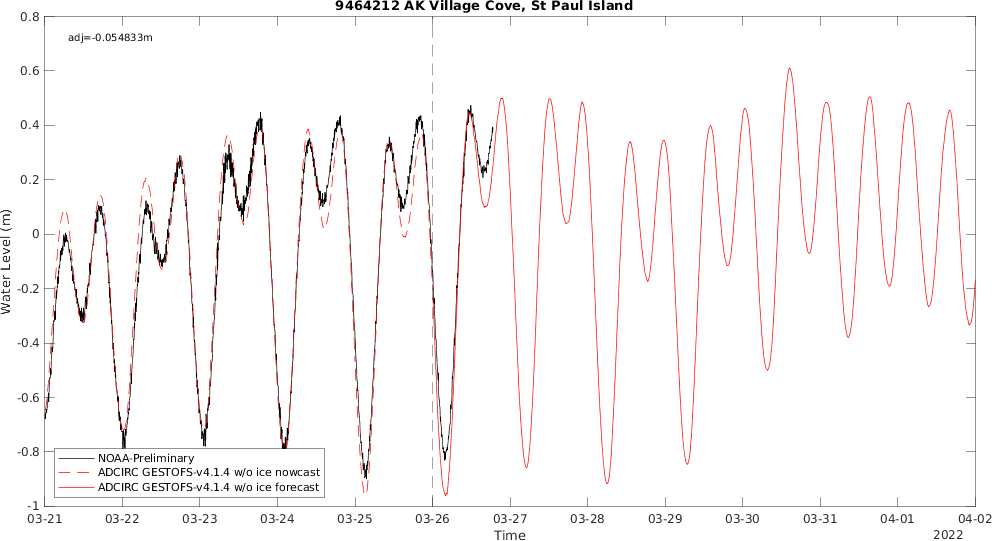 9464212 AK Village Cove, St Paul Island
adj=-0.054833m
0.8
0.6
0.4
0.2
0
-0.2
-0.4
-0.6
-0.8
-1
Water Level (m)
NOAA-Preliminary
ADCIRC GESTOFS-v4.1.4 w/o ice nowcast
ADCIRC GESTOFS-v4.1.4 w/o ice forecast
03-21 03-22 03-23 03-24 03-25 03-26 03-27 03-28 03-29 03-30 03-31 04-01 04-02
Time
2022